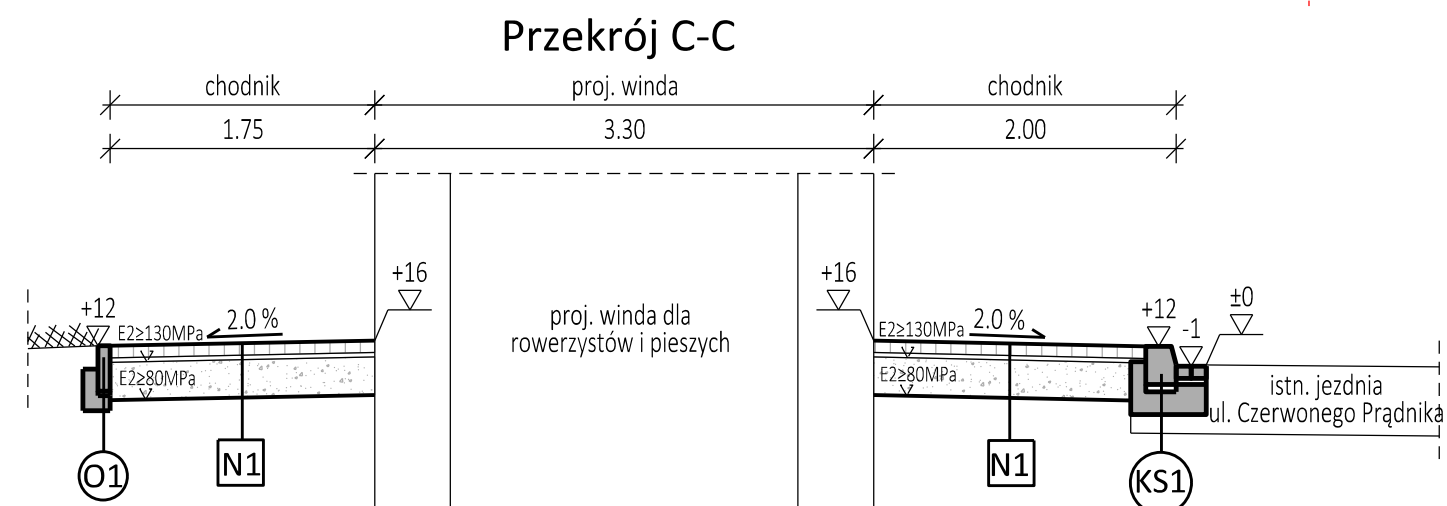 Przekrój C-C
chodnik
proj. winda
chodnik
1.75
3.30
2.00
+16
+16
+12
E2≥130MPa
2.0 %
proj. winda dla
rowerzystów i pieszych
E2≥130MPa
2.0 %
+12
-1
±0
E2≥80MPa
E2≥80MPa
istn. jezdnia
ul. Czerwonego Prądnika
O1
N1
N1
KS1